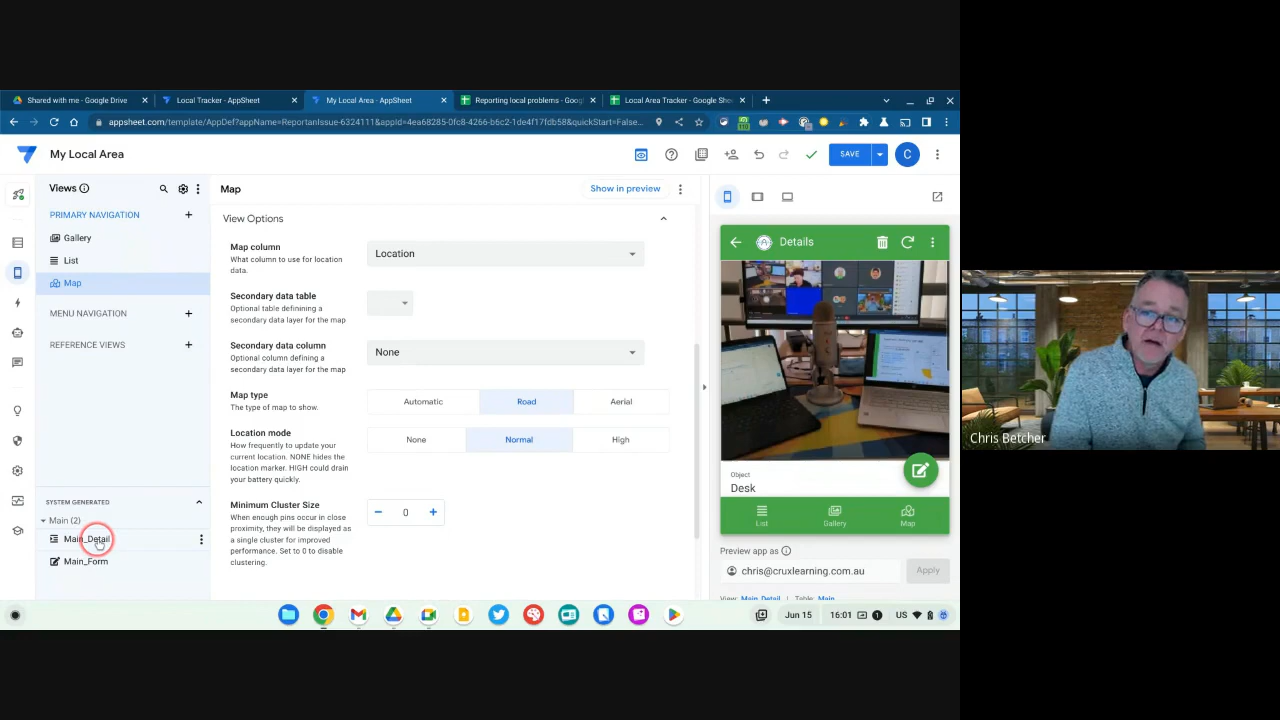 Shared with me - Google Drive
Local Tracker - AppSheet
My Local Area - AppSheet
Reporting local problems - Goog
Local Area Tracker - Google She
appsheet.com/template/AppDef?appName=ReportanIssue-6324111&appId=4ea68285-0fc8-4266-b6c2-1de4f17fdb58&quickStart=False...
My Local Area
SAVE
C
Views
Map
Show in preview
PRIMARY NAVIGATION
Gallery
List
Map
MENU NAVIGATION
REFERENCE VIEWS
SYSTEM GENERATED
Main (2)
Main_Detail
Main_Form
View Options
Map column
What column to use for location
data.
Location
Secondary data table
Optional table definining a
secondary data layer for the map
Secondary data column
Optional column defining a
secondary data layer for the map
None
Map type
The type of map to show.
Automatic
Road
Aerial
Location mode
How frequently to update your
current location. NONE hides the
location marker. HIGH could drain
your battery quickly.
None
Normal
High
Minimum Cluster Size
When enough pins occur in close
proximity, they will be displayed as
a single cluster for improved
performance. Set to 0 to disable
clustering.
0
Details
Object
Desk
List
Gallery
Map
Preview app as
chris@cruxlearning.com.au
Apply
View: Main_Detail | Table: Main
Jun 15
16:01
1
US
Chris Betcher